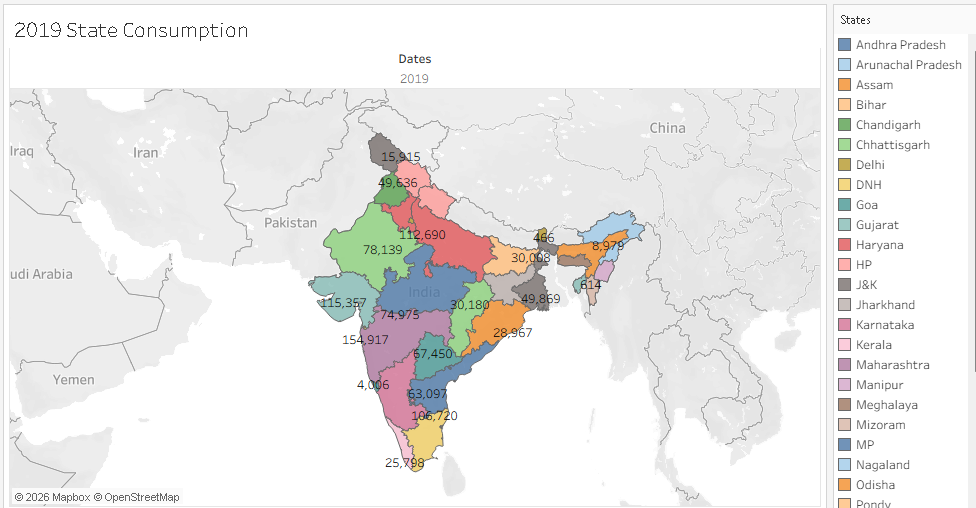 2019 State Consumption
Dates
2019
States
Andhra Pradesh
Arunachal Pradesh
Assam
Bihar
Chandigarh
Chhattisgarh
Delhi
DNH
Goa
Gujarat
Haryana
HP
J&K
Jharkhand
Karnataka
Kerala
Maharashtra
Manipur
Meghalaya
Mizoram
MP
Nagaland
Odisha
Pondy
China
Iraq
Iran
15,915
49,636
Pakistan
112,690
466
78,139
8,979
30,008
udi Arabia
614
India
115,357
30,180
49,869
74,975
28,967
154,917
67,450
Yemen
4,006
63,097
106,720
25,798
© 2026 Mapbox © OpenStreetMap